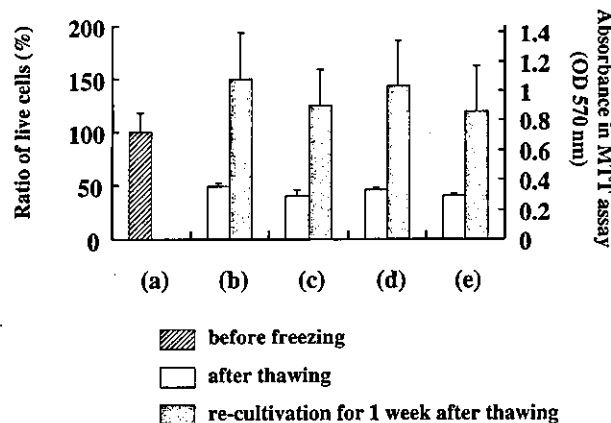 Ratio of live cells (%)
200
150
100
50
0
1.4
1.2
1
0.8
0.6
0.4
0.2
0
Absorbance in MTT assay
(OD 570 nm)
(a) (b) (c) (d) (e)
before freezing
after thawing
re-cultivation for 1 week after thawing